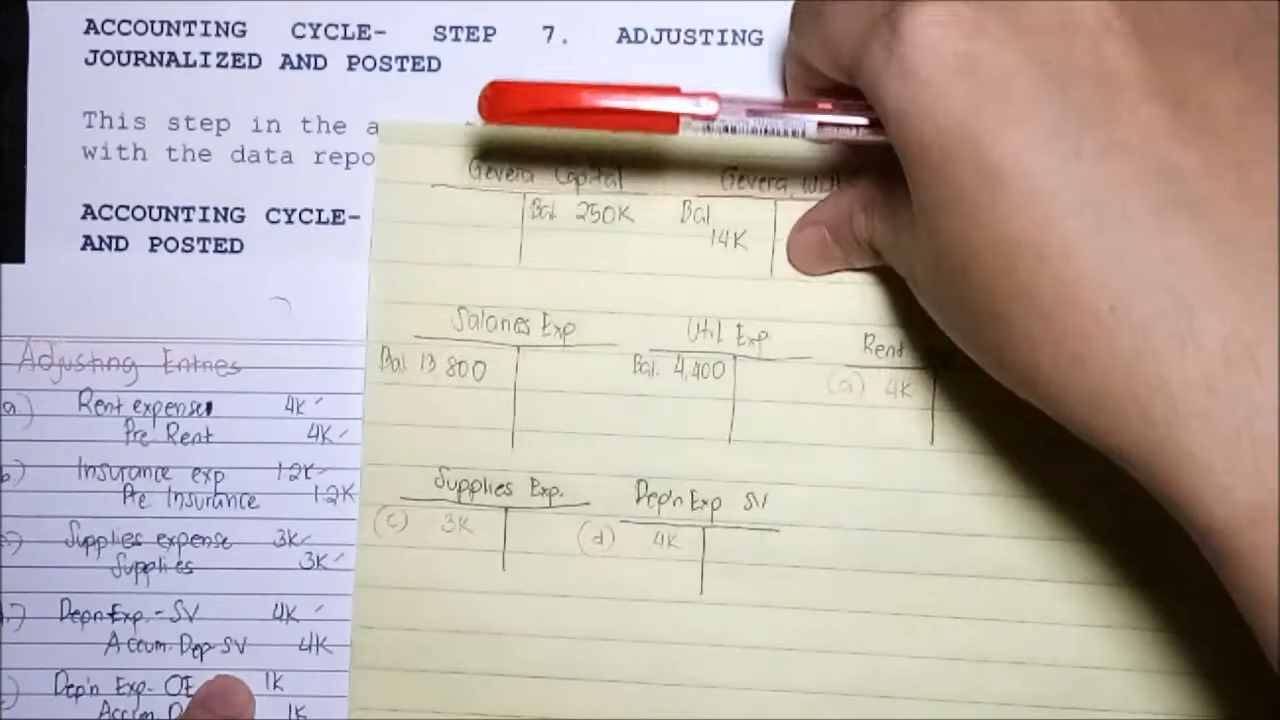 ACCOUNTING CYCLE- STEP 7. ADJUSTING
JOURNALIZED AND POSTED
This step in the a
with the data repo
ACCOUNTING CYCLE-
AND POSTED
Adjusting Entries
a) Rent expense 4K
Pre Rent 4K
b) Insurance exp 1.2K
Pre Insurance 1.2K
Supplies expense 3K
Supplies 3K
Depn Exp.- SV 4K
Accum. Dep SV 4K
Dep'n Exp- OE 1K
Accum. D 1K
Gevera Capital
Bal 250K
Gevera,
Bal
14K
Salaries Exp
Bal 13,800
Util Exp
Bal. 4,400
Rent
(a) 4K
Supplies Exp.
(c) 3K
Dep'n Exp SV
(d) 4K